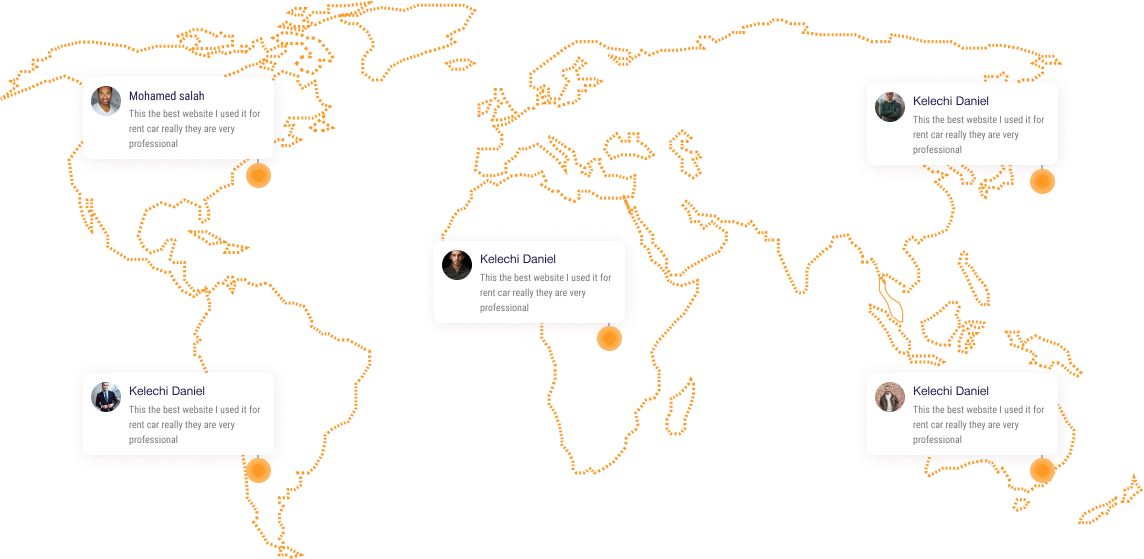 Mohamed salah
This the best website I used it for
rent car really they are very
professional
Kelechi Daniel
This the best website I used it for
rent car really they are very
professional
Kelechi Daniel
This the best website I used it for
rent car really they are very
professional
Kelechi Daniel
This the best website I used it for
rent car really they are very
professional
Kelechi Daniel
This the best website I used it for
rent car really they are very
professional